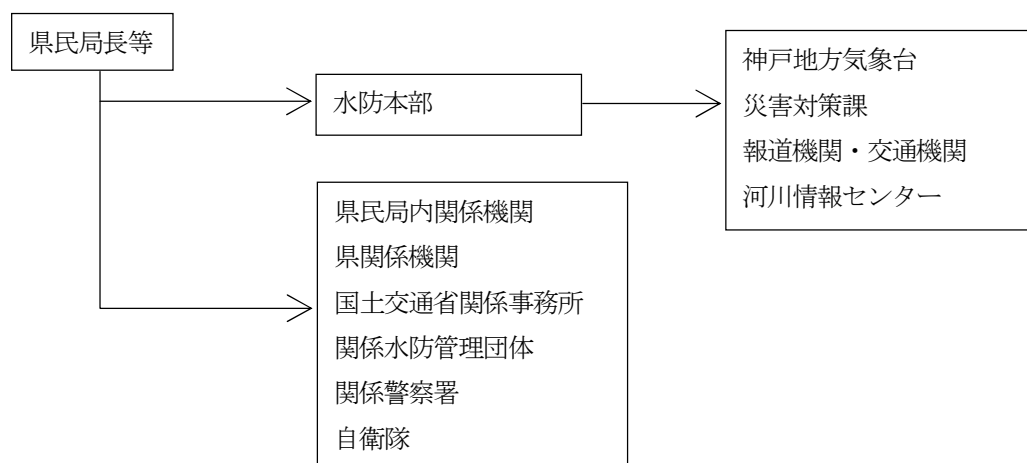 県民局長等
水防本部
神戸地方気象台
災害対策課
報道機関・交通機関
河川情報センター
県民局内関係機関
県関係機関
国土交通省関係事務所
関係水防管理団体
関係警察署
自衛隊